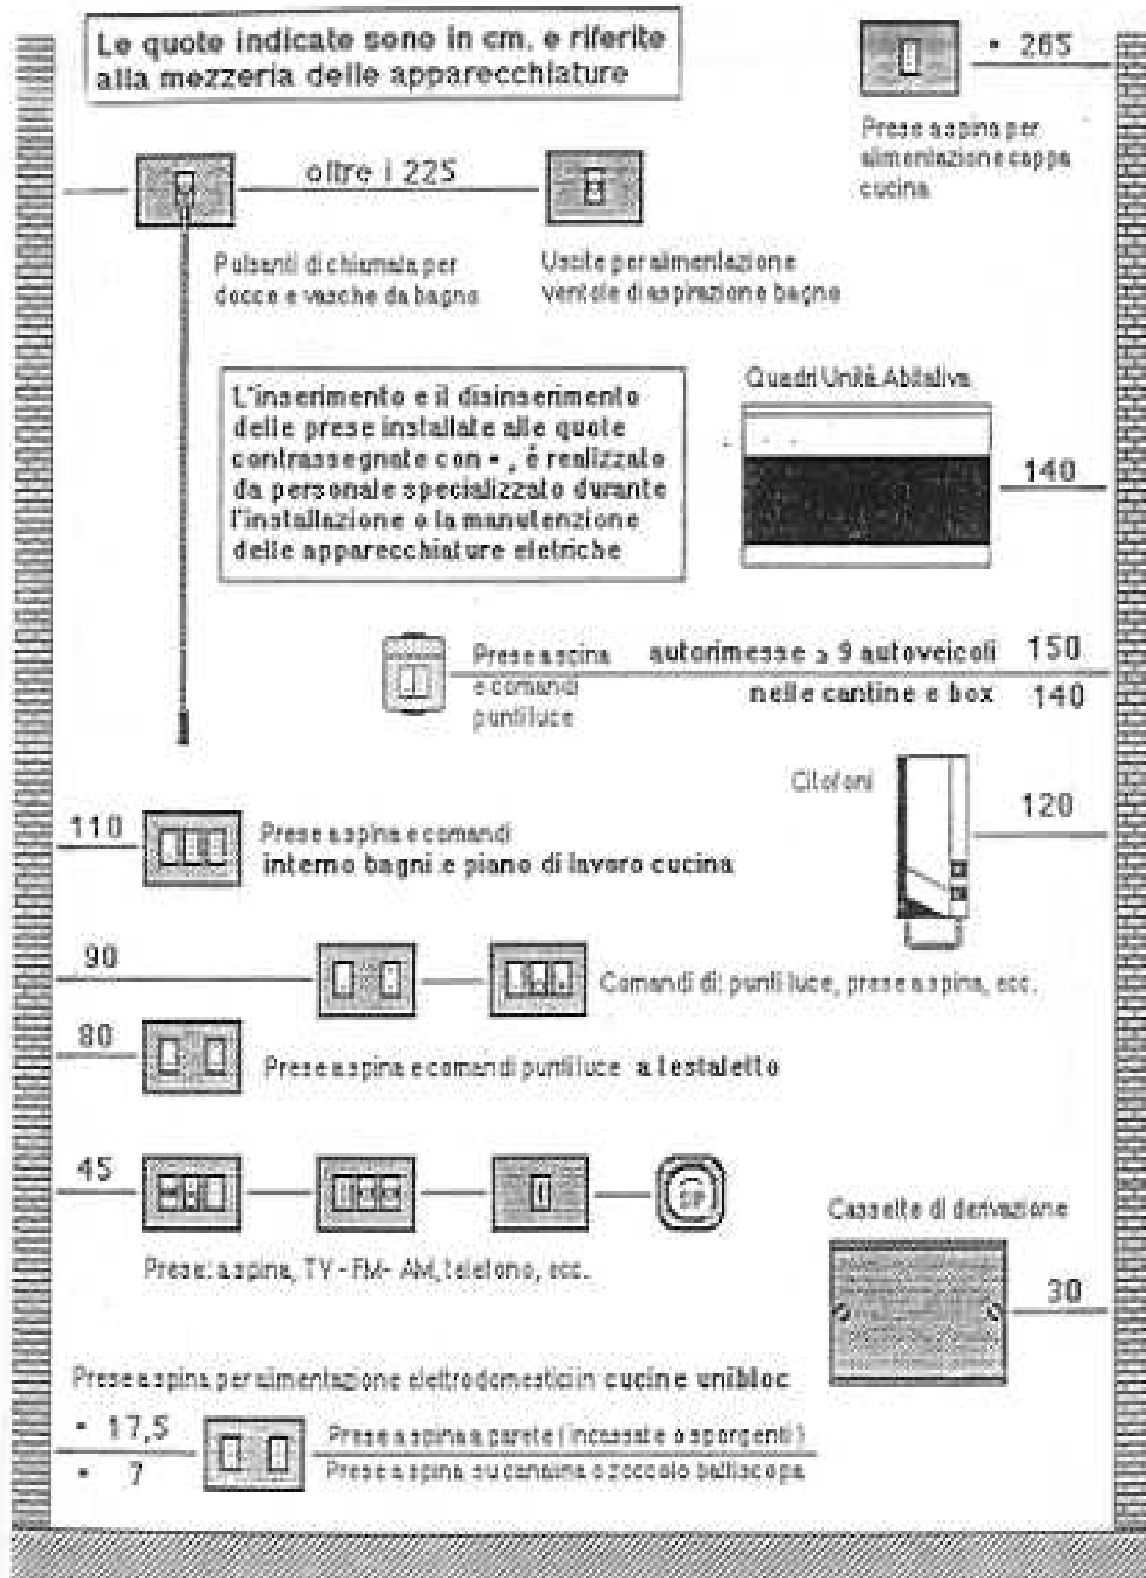 Le quote indicate sono in cm. e riferite
alla mezzeria delle apparecchiature
• 265
Prese a spina per
alimentazione cappa
cucina
oltre i 225
Pulsanti di chiamata per
docce e vasche da bagno
Uscite per alimentazione
ventole di aspirazione bagno
L'inserimento e il disinserimento
delle prese installate alle quote
contrassegnate con • , é realizzato
da personale specializzato durante
l'installazione o la manutenzione
delle apparecchiature eletriche
Quadri Unità Abitativa
140
Prese a spina
e comandi
punti luce
autorimesse ≥ 9 autoveicoli 150
nelle cantine e box 140
Citofoni
120
110
Prese a spina e comandi
interno bagni e piano di lavoro cucina
90
Comandi di: punti luce, prese a spina, ecc.
80
Prese a spina e comandi punti luce a testaletto
45
Prese: a spina, TV - FM - AM, telefono, ecc.
Cassette di derivazione
30
Prese a spina per alimentazione elettrodomestici in cucine unibloc
• 17,5
Prese a spina a parete (incassate o sporgenti)
• 7
Prese a spina su canalina o zoccolo battiscopa